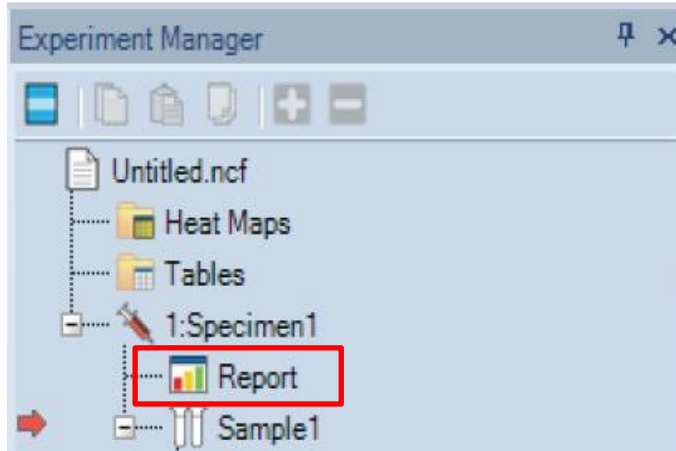 Experiment Manager
Untitled.ncf
Heat Maps
Tables
1:Specimen1
Report
Sample1